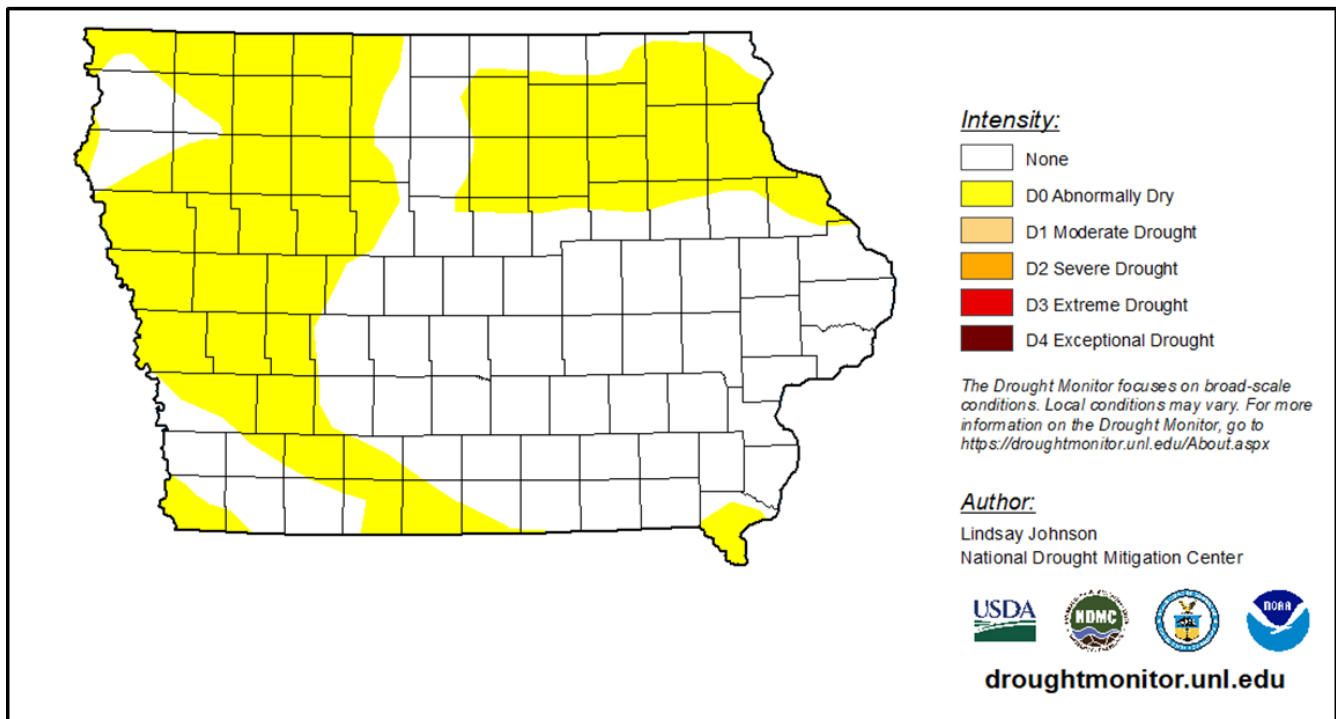 Intensity:
None
D0 Abnormally Dry
D1 Moderate Drought
D2 Severe Drought
D3 Extreme Drought
D4 Exceptional Drought
The Drought Monitor focuses on broad-scale
conditions. Local conditions may vary. For more
information on the Drought Monitor, go to
https://droughtmonitor.unl.edu/About.aspx
Author:
Lindsay Johnson
National Drought Mitigation Center
USDA
NDMC
NOAA
droughtmonitor.unl.edu